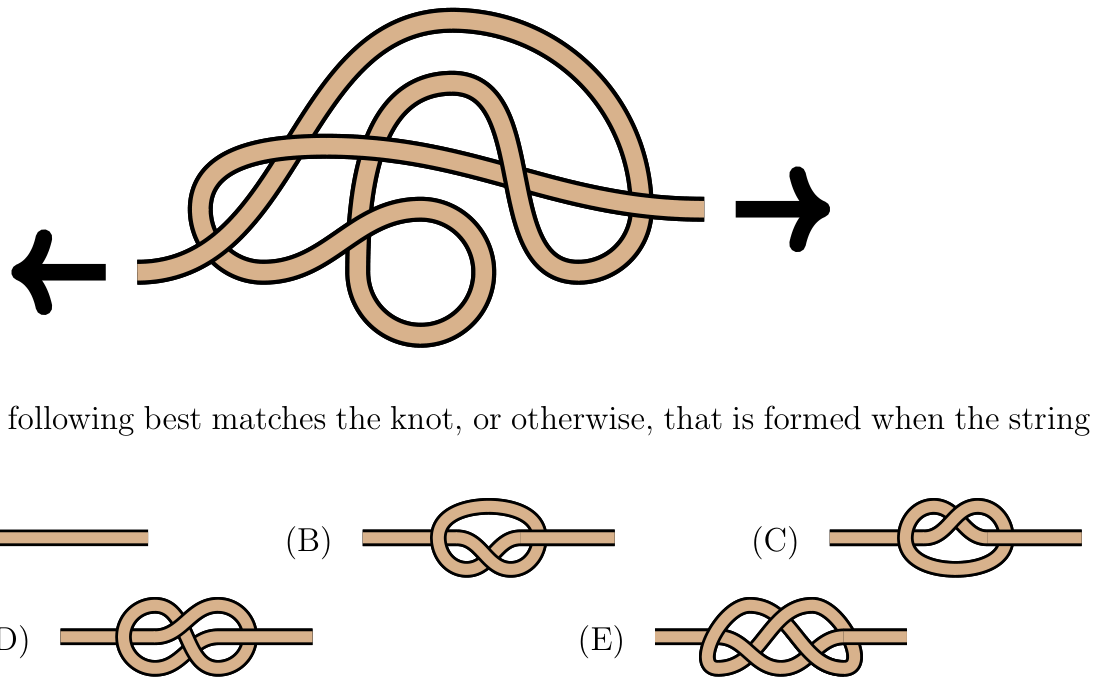 following best matches the knot, or otherwise, that is formed when the string
(B) (C)
D) (E)